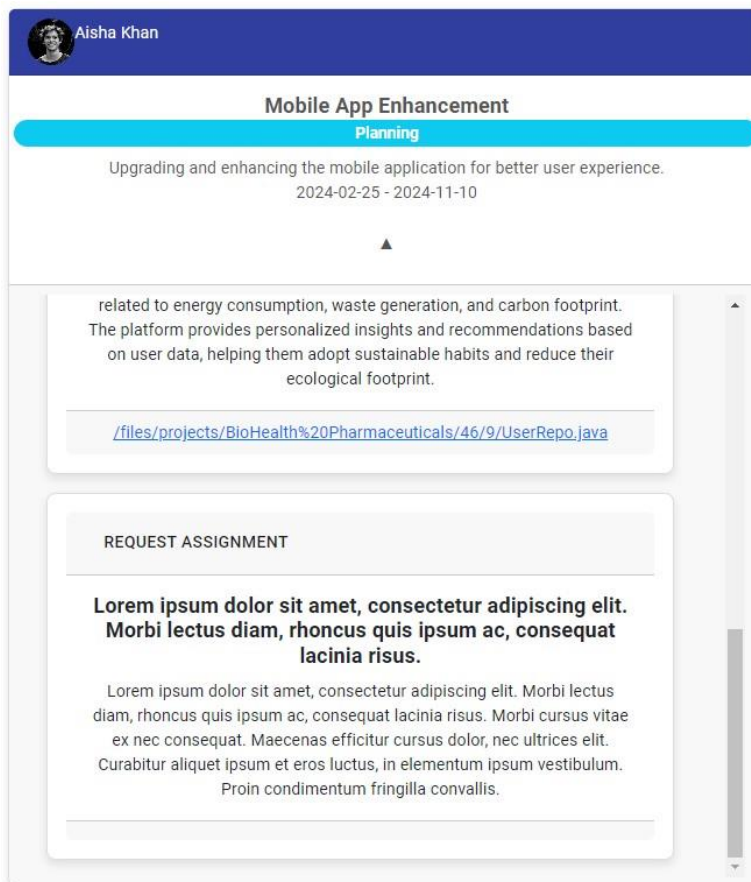 Aisha Khan
Mobile App Enhancement
Planning
Upgrading and enhancing the mobile application for better user experience.
2024-02-25 - 2024-11-10
▲
related to energy consumption, waste generation, and carbon footprint.
The platform provides personalized insights and recommendations based
on user data, helping them adopt sustainable habits and reduce their
ecological footprint.
/files/projects/BioHealth%20Pharmaceuticals/46/9/UserRepo.java
REQUEST ASSIGNMENT
Lorem ipsum dolor sit amet, consectetur adipiscing elit.
Morbi lectus diam, rhoncus quis ipsum ac, consequat
lacinia risus.
Lorem ipsum dolor sit amet, consectetur adipiscing elit. Morbi lectus
diam, rhoncus quis ipsum ac, consequat lacinia risus. Morbi cursus vitae
ex nec consequat. Maecenas efficitur cursus dolor, nec ultrices elit.
Curabitur aliquet ipsum et eros luctus, in elementum ipsum vestibulum.
Proin condimentum fringilla convallis.